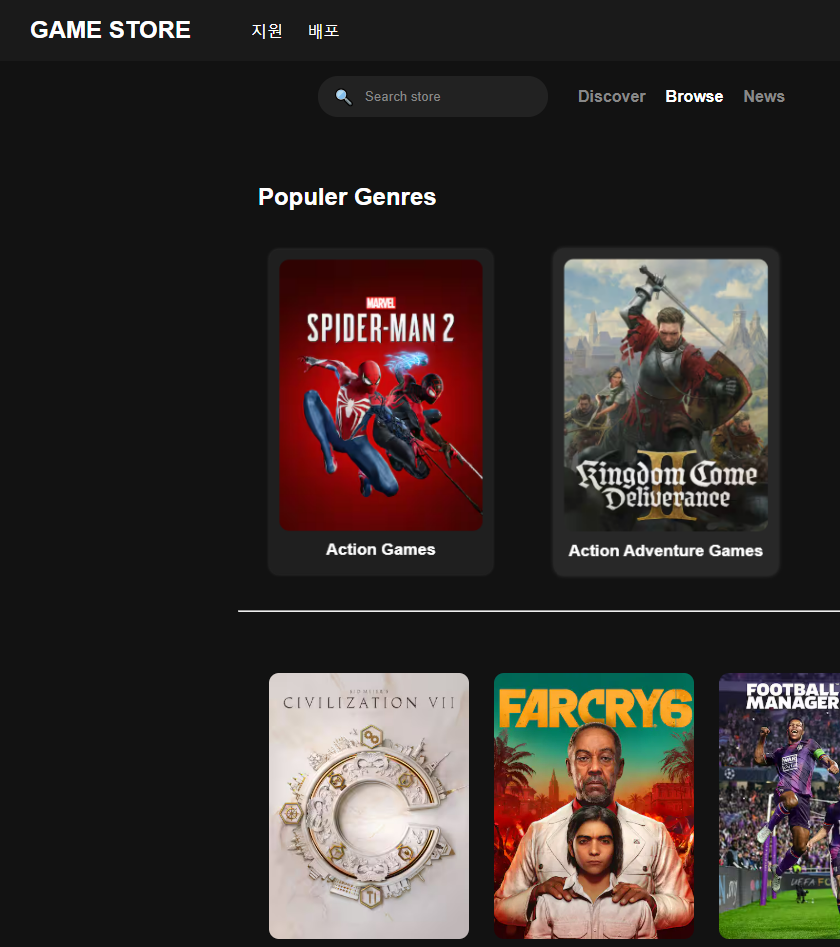 GAME STORE
지원 배포
Search store
Discover Browse News
Populer Genres
MARVEL
SPIDER-MAN 2
Kingdom Come
II
Deliverance
Action Games
Action Adventure Games
SID MEIER'S
CIVILIZATION VII
FARCRY6
FOOTBALL
MANAGER
UEFA